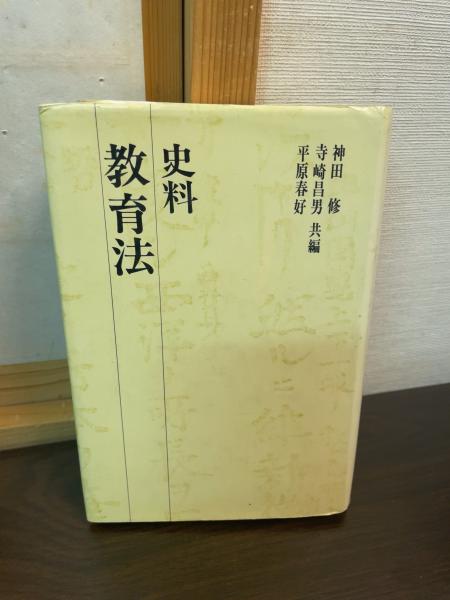 神田 修
寺崎昌男 共編
平原春好
史料
教育法